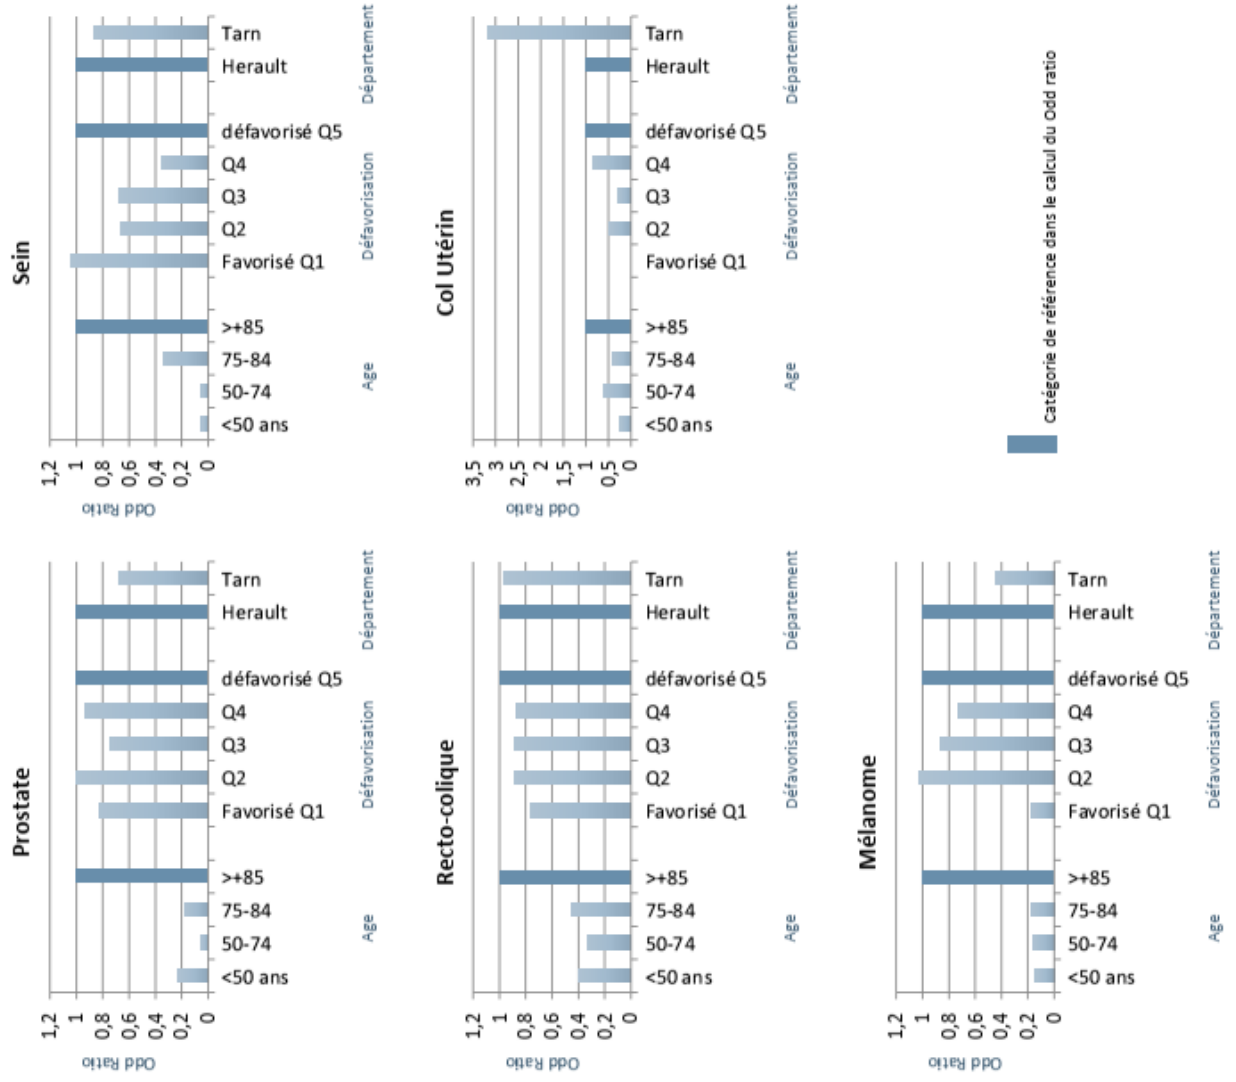 Prostate
Odd Ratio
1,2
1
0,8
0,6
0,4
0,2
0
<50 ans
50-74
75-84
>+85
Favorisé Q1
Q2
Q3
Q4
défavorisé Q5
Herault
Tarn
Age
Défavorisation
Département
Sein
Odd Ratio
1,2
1
0,8
0,6
0,4
0,2
0
<50 ans
50-74
75-84
>+85
Favorisé Q1
Q2
Q3
Q4
défavorisé Q5
Herault
Tarn
Age
Défavorisation
Département
Recto-colique
Odd Ratio
1,2
1
0,8
0,6
0,4
0,2
0
<50 ans
50-74
75-84
>+85
Favorisé Q1
Q2
Q3
Q4
défavorisé Q5
Herault
Tarn
Age
Défavorisation
Département
Col Utérin
Odd Ratio
3,5
3
2,5
2
1,5
1
0,5
0
<50 ans
50-74
75-84
>+85
Favorisé Q1
Q2
Q3
Q4
défavorisé Q5
Herault
Tarn
Age
Défavorisation
Département
Mélanome
Odd Ratio
1,2
1
0,8
0,6
0,4
0,2
0
<50 ans
50-74
75-84
>+85
Favorisé Q1
Q2
Q3
Q4
défavorisé Q5
Herault
Tarn
Age
Défavorisation
Département
Catégorie de référence dans le calcul du Odd ratio